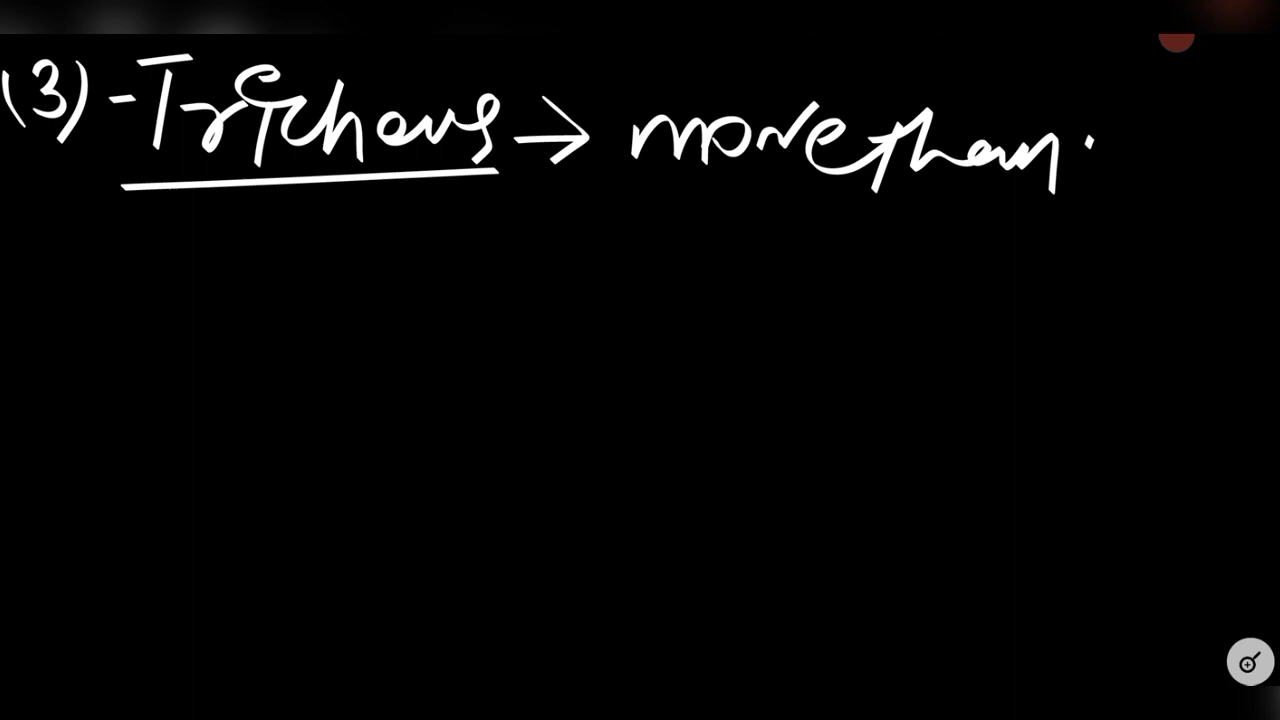 (3) - Trichous → more than